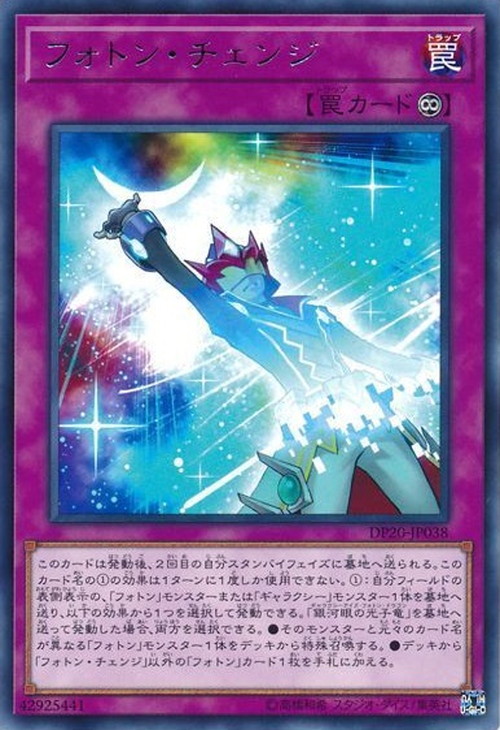 フォトン・チェンジ
トラップ
罠
トラップ
【罠カード】
DP20-JP038
このカードは発動後、2回目の自分スタンバイフェイズに墓地へ送られる。この
カード名の①の効果は1ターンに1度しか使用できない。①:自分フィールドの
表側表示の、「フォトン」モンスターまたは「ギャラクシー」モンスター1体を墓地へ
送り、以下の効果から1つを選択して発動できる。「銀河眼の光子竜」を墓地へ
送って発動した場合、両方を選択できる。●そのモンスターと元々のカード名
が異なる「フォトン」モンスター1体をデッキから特殊召喚する。●デッキから
「フォトン・チェンジ」以外の「フォトン」カード1枚を手札に加える。
42925441
©高橋和希 スタジオ・ダイス/集英社